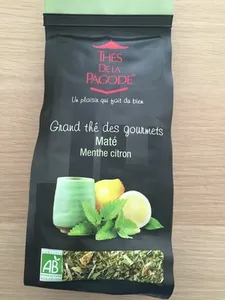 THÉS
DE LA
PAGODE
Un plaisir qui fait du bien
Grand thé des gourmets
Maté
Menthe citron
AB